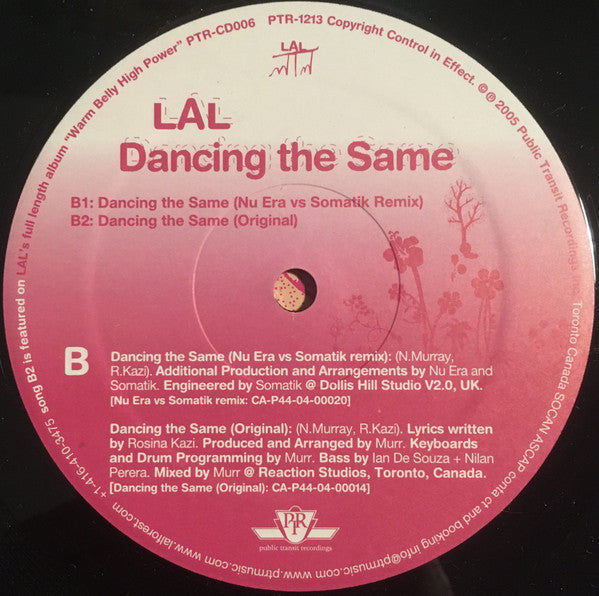 LAL
LAL
Dancing the Same
B1: Dancing the Same (Nu Era vs Somatik Remix)
B2: Dancing the Same (Original)
B
Dancing the Same (Nu Era vs Somatik remix): (N.Murray,
R.Kazi). Additional Production and Arrangements by Nu Era and
Somatik. Engineered by Somatik @ Dollis Hill Studio V2.0, UK.
[Nu Era vs Somatik remix: CA-P44-04-00020]
Dancing the Same (Original): (N.Murray, R.Kazi). Lyrics written
by Rosina Kazi. Produced and Arranged by Murr. Keyboards
and Drum Programming by Murr. Bass by Ian De Souza + Nilan
Perera. Mixed by Murr @ Reaction Studios, Toronto, Canada.
[Dancing the Same (Original): CA-P44-04-00014]
PTR
public transit recordings
song B2 is featured on LAL's full length album "Warm Belly High Power" PTR-CD006 PTR-1213 Copyright Control in Effect. ©℗ 2005 Public Transit Recordings Toronto Canada SOCAN ASCAP conta ct and booking info@ptrmusic.com www.ptrmusic.com www.lalforest.com +1-416-410-3475